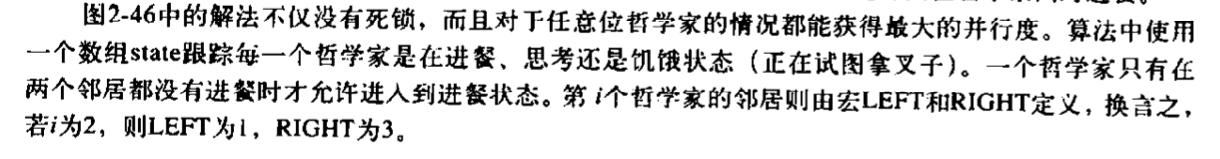 图2-46中的解法不仅没有死锁，而且对于任意位哲学家的情况都能获得最大的并行度。算法中使用
一个数组state跟踪每一个哲学家是在进餐、思考还是饥饿状态（正在试图拿叉子）。一个哲学家只有在
两个邻居都没有进餐时才允许进入到进餐状态。第 i个哲学家的邻居则由宏LEFT和RIGHT定义，换言之，
若i为2，则LEFT为1，RIGHT为3。